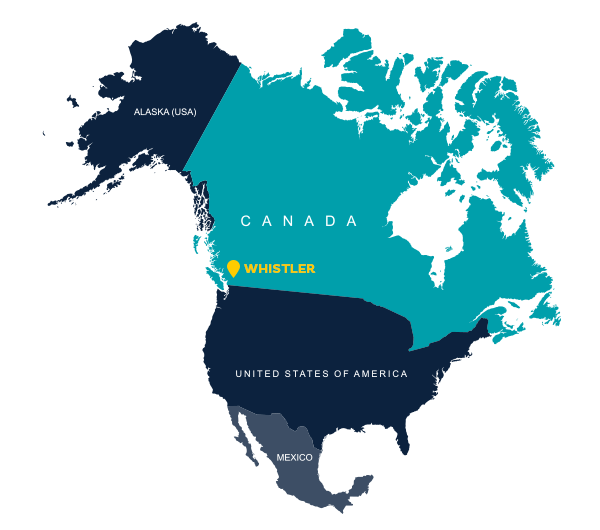 ALASKA (USA)
CANADA
WHISTLER
UNITED STATES OF AMERICA
MEXICO